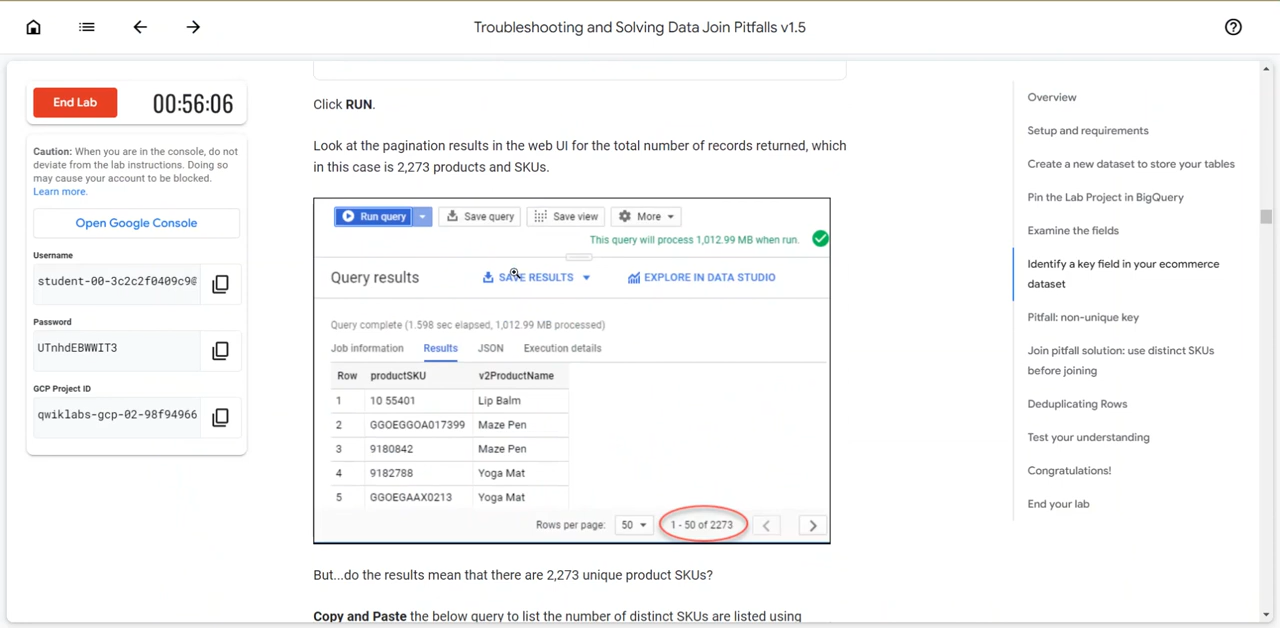 Troubleshooting and Solving Data Join Pitfalls v1.5
End Lab
00:56:06
Caution: When you are in the console, do not
deviate from the lab instructions. Doing so
may cause your account to be blocked.
Learn more.
Open Google Console
Username
student-00-3c2c2f0409c9@
Password
UTnhdEBWWIT3
GCP Project ID
qwiklabs-gcp-02-98f94966
Click RUN.
Look at the pagination results in the web UI for the total number of records returned, which
in this case is 2,273 products and SKUs.
Run query
Save query
Save view
More
This query will process 1,012.99 MB when run.
Query results
SAVE RESULTS
EXPLORE IN DATA STUDIO
Query complete (1.598 sec elapsed, 1,012.99 MB processed)
Job information Results JSON Execution details
Row productSKU v2ProductName
1 10 55401 Lip Balm
2 GGOEGGOA017399 Maze Pen
3 9180842 Maze Pen
4 9182788 Yoga Mat
5 GGOEGAAX0213 Yoga Mat
Rows per page: 50 1 - 50 of 2273
But...do the results mean that there are 2,273 unique product SKUs?
Copy and Paste the below query to list the number of distinct SKUs are listed using
Overview
Setup and requirements
Create a new dataset to store your tables
Pin the Lab Project in BigQuery
Examine the fields
Identify a key field in your ecommerce
dataset
Pitfall: non-unique key
Join pitfall solution: use distinct SKUs
before joining
Deduplicating Rows
Test your understanding
Congratulations!
End your lab